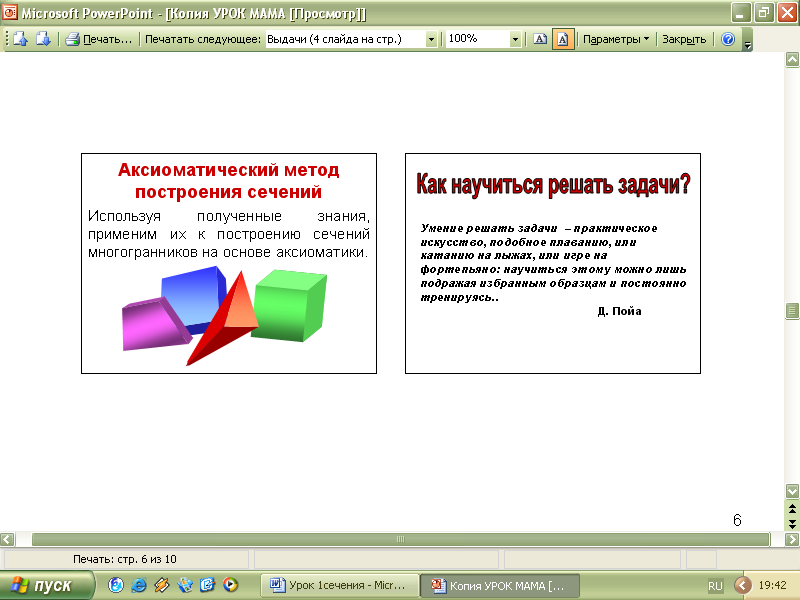 Microsoft PowerPoint - [Копия УРОК МАМА [Просмотр]]
Печать... Печатать следующее: Выдачи (4 слайда на стр.) 100% Параметры Закрыть
Аксиоматический метод
построения сечений
Используя полученные знания,
применим их к построению сечений
многогранников на основе аксиоматики.
Как научиться решать задачи?
Умение решать задачи – практическое
искусство, подобное плаванию, или
катанию на лыжах, или игре на
фортепьяно: научиться этому можно лишь
подражая избранным образцам и постоянно
тренируясь..
Д. Пойа
6
Печать: стр. 6 из 10
пуск Урок 1сечения - Micr... Копия УРОК МАМА [... RU 19:42